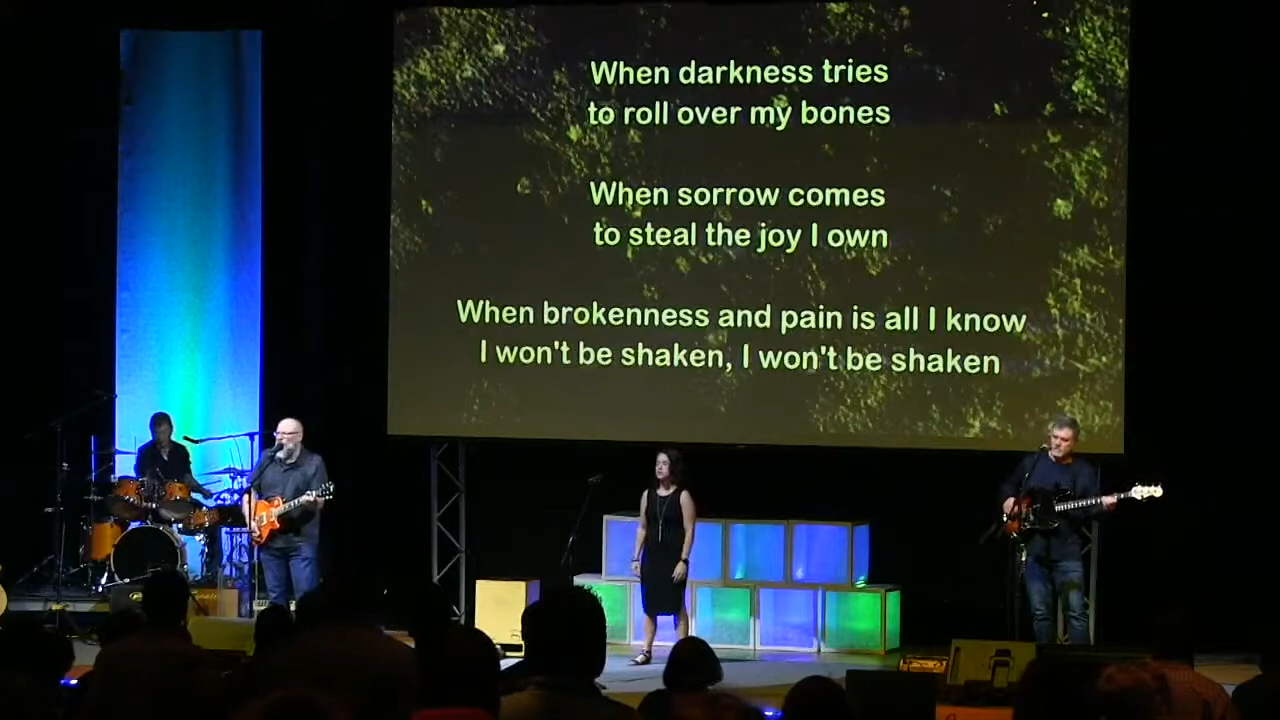 When darkness tries
to roll over my bones
When sorrow comes
to steal the joy I own
When brokenness and pain is all I know
I won't be shaken, I won't be shaken